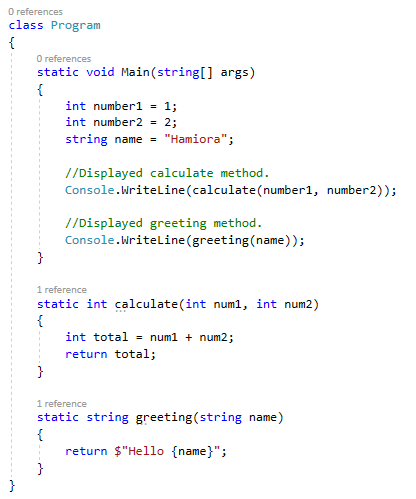 0 references
class Program
{
0 references
static void Main(string[] args)
{
int number1 = 1;
int number2 = 2;
string name = "Hamiora";
//Displayed calculate method.
Console.WriteLine(calculate(number1, number2));
//Displayed greeting method.
Console.WriteLine(greeting(name));
}
1 reference
static int calculate(int num1, int num2)
{
int total = num1 + num2;
return total;
}
1 reference
static string greeting(string name)
{
return $"Hello {name}";
}
}